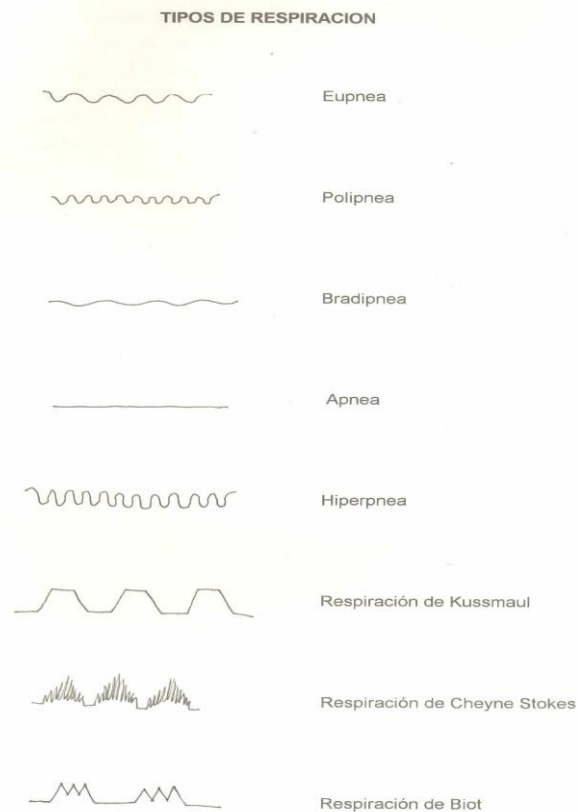 TIPOS DE RESPIRACION
Eupnea
Polipnea
Bradipnea
Apnea
Hiperpnea
Respiración de Kussmaul
Respiración de Cheyne Stokes
Respiración de Biot